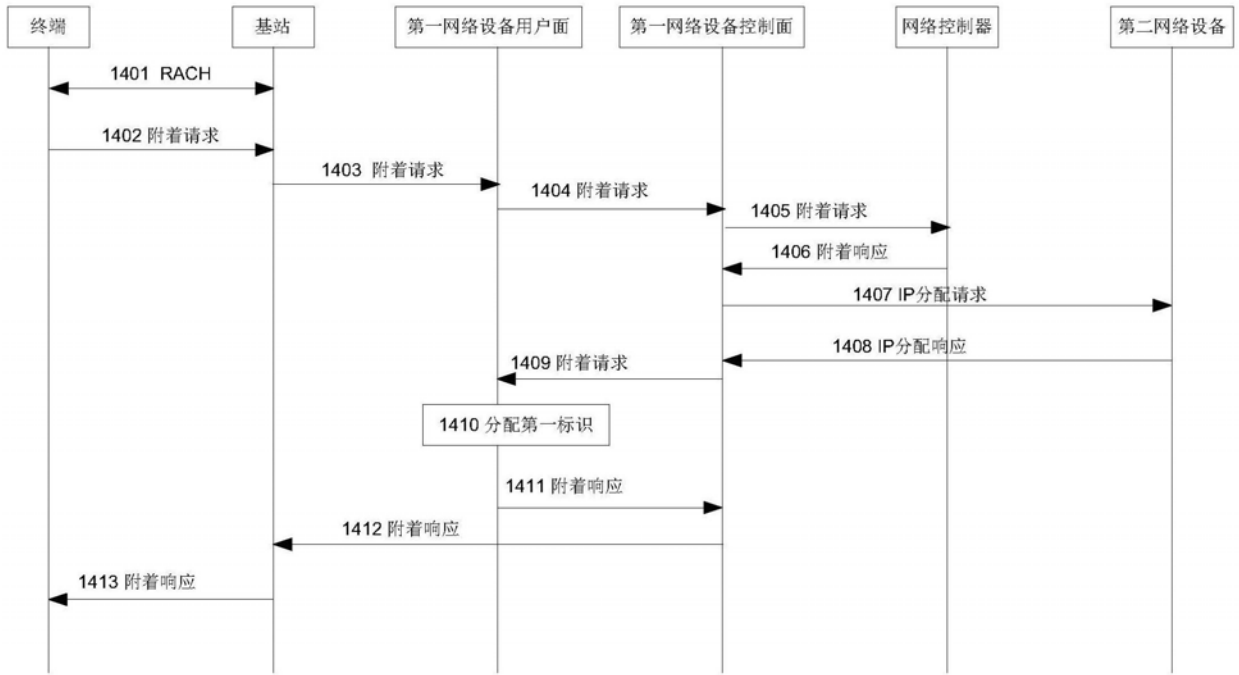 终端
基站
第一网络设备用户面
第一网络设备控制面
网络控制器
第二网络设备
1401 RACH
1402 附着请求
1403 附着请求
1404 附着请求
1405 附着请求
1406 附着响应
1407 IP分配请求
1408 IP分配响应
1409 附着请求
1410 分配第一标识
1411 附着响应
1412 附着响应
1413 附着响应